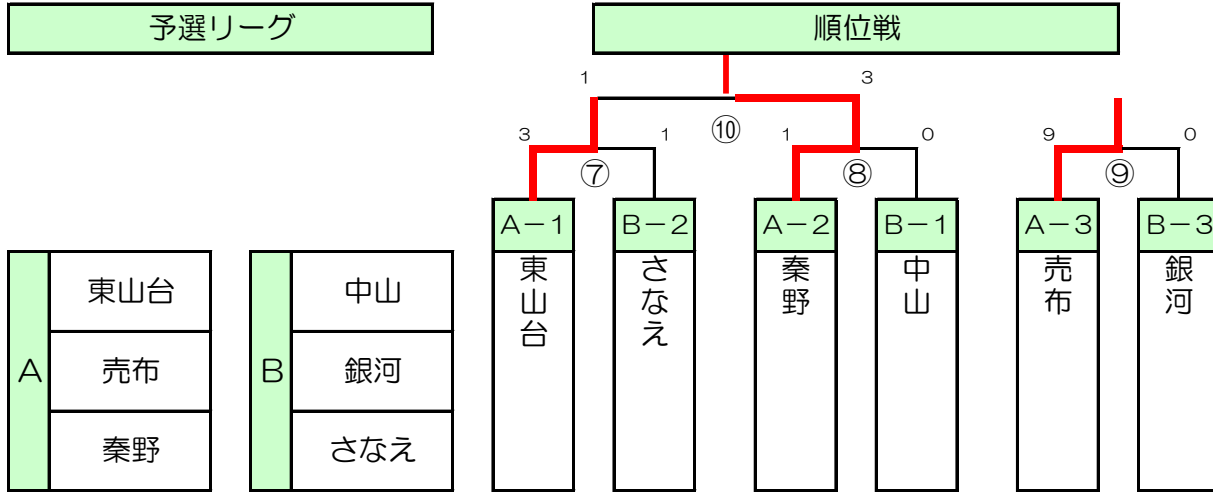 予選リーグ
順位戦
1 3
3 1 ⑩ 1 0 9 0
⑦ ⑧ ⑨
A-1 B-2 A-2 B-1 A-3 B-3
東山台 さなえ 秦野 中山 売布 銀河
A
東山台
売布
秦野
B
中山
銀河
さなえ